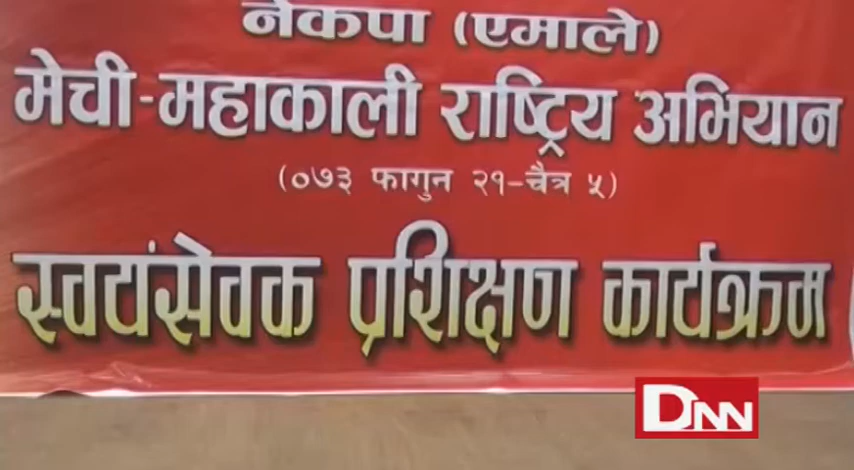 नेकपा (एमाले)
मेची-महाकाली राष्ट्रिय अभियान
(०७३ फागुन २१-चैत्र ५)
स्वयंसेवक प्रशिक्षण कार्यक्रम
DNN